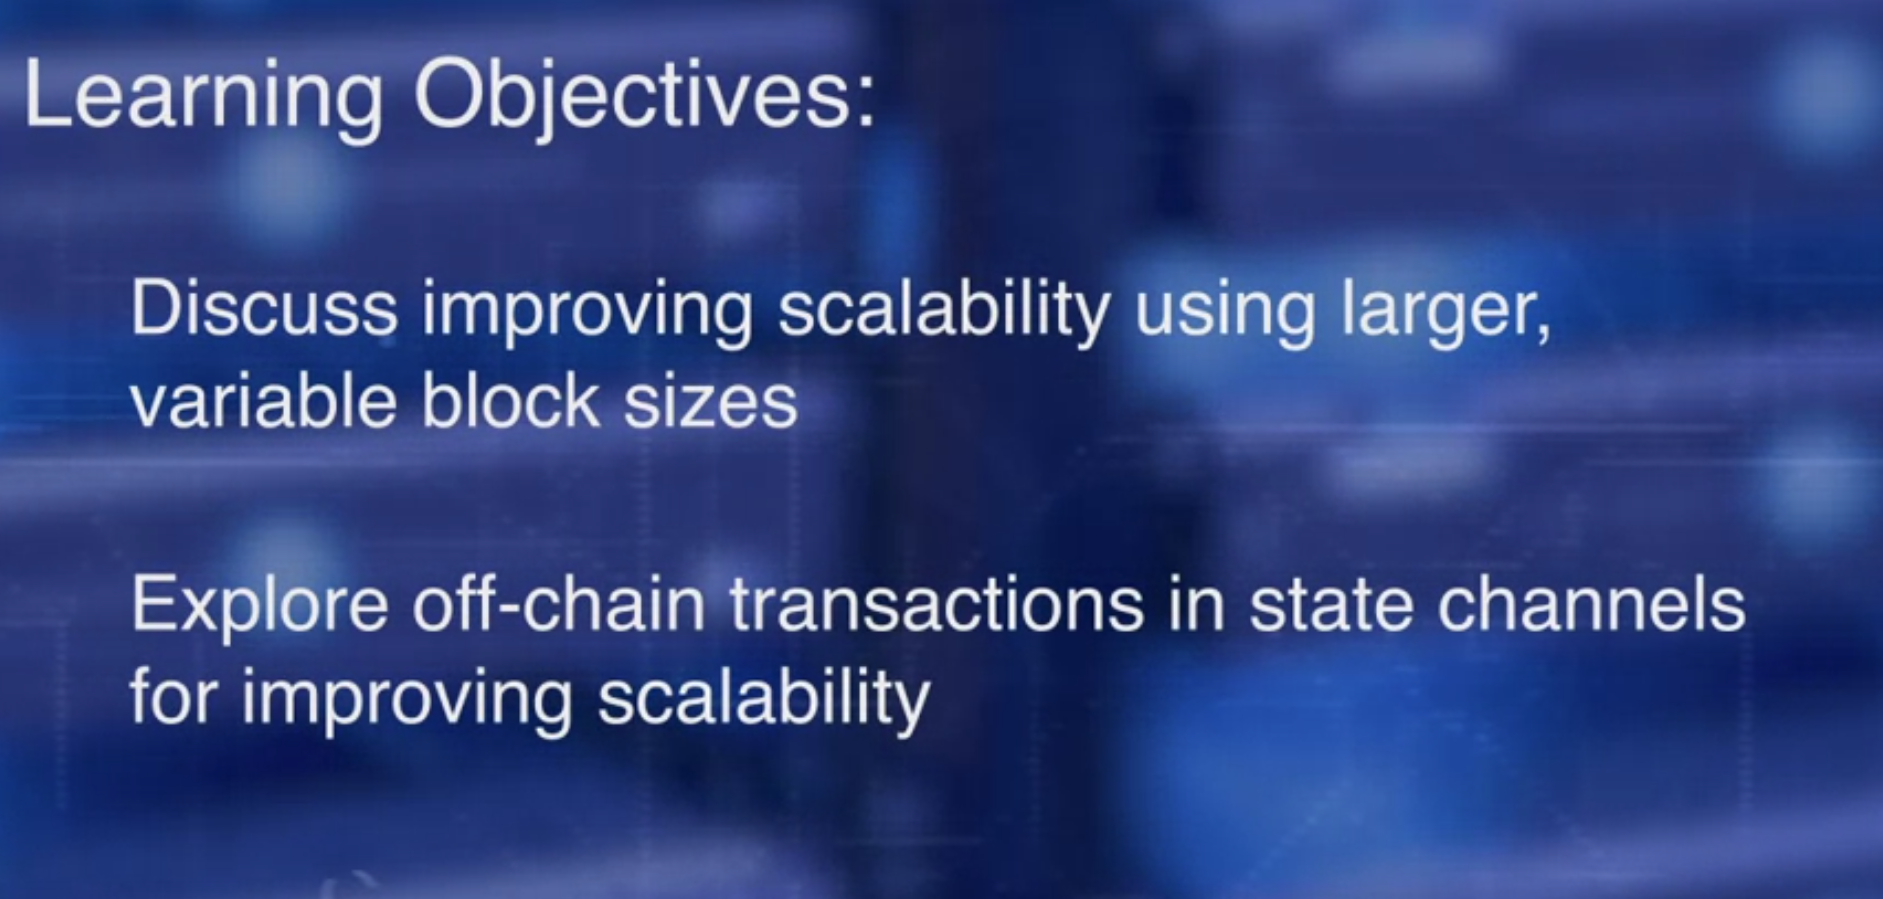 Learning Objectives:
Discuss improving scalability using larger,
variable block sizes
Explore off-chain transactions in state channels
for improving scalability